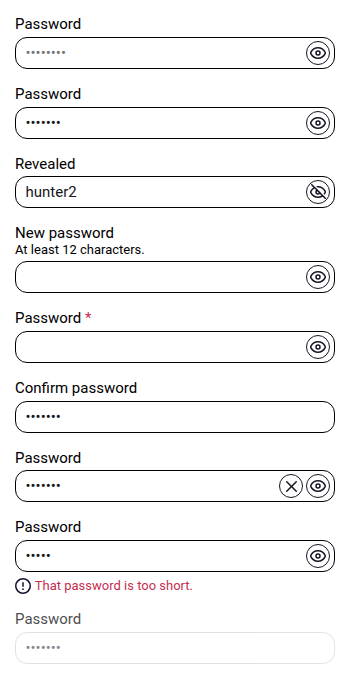 Password
••••••••
Password
•••••••
Revealed
hunter2
New password
At least 12 characters.
Password *
Confirm password
•••••••
Password
•••••••
Password
•••••
That password is too short.
Password
•••••••